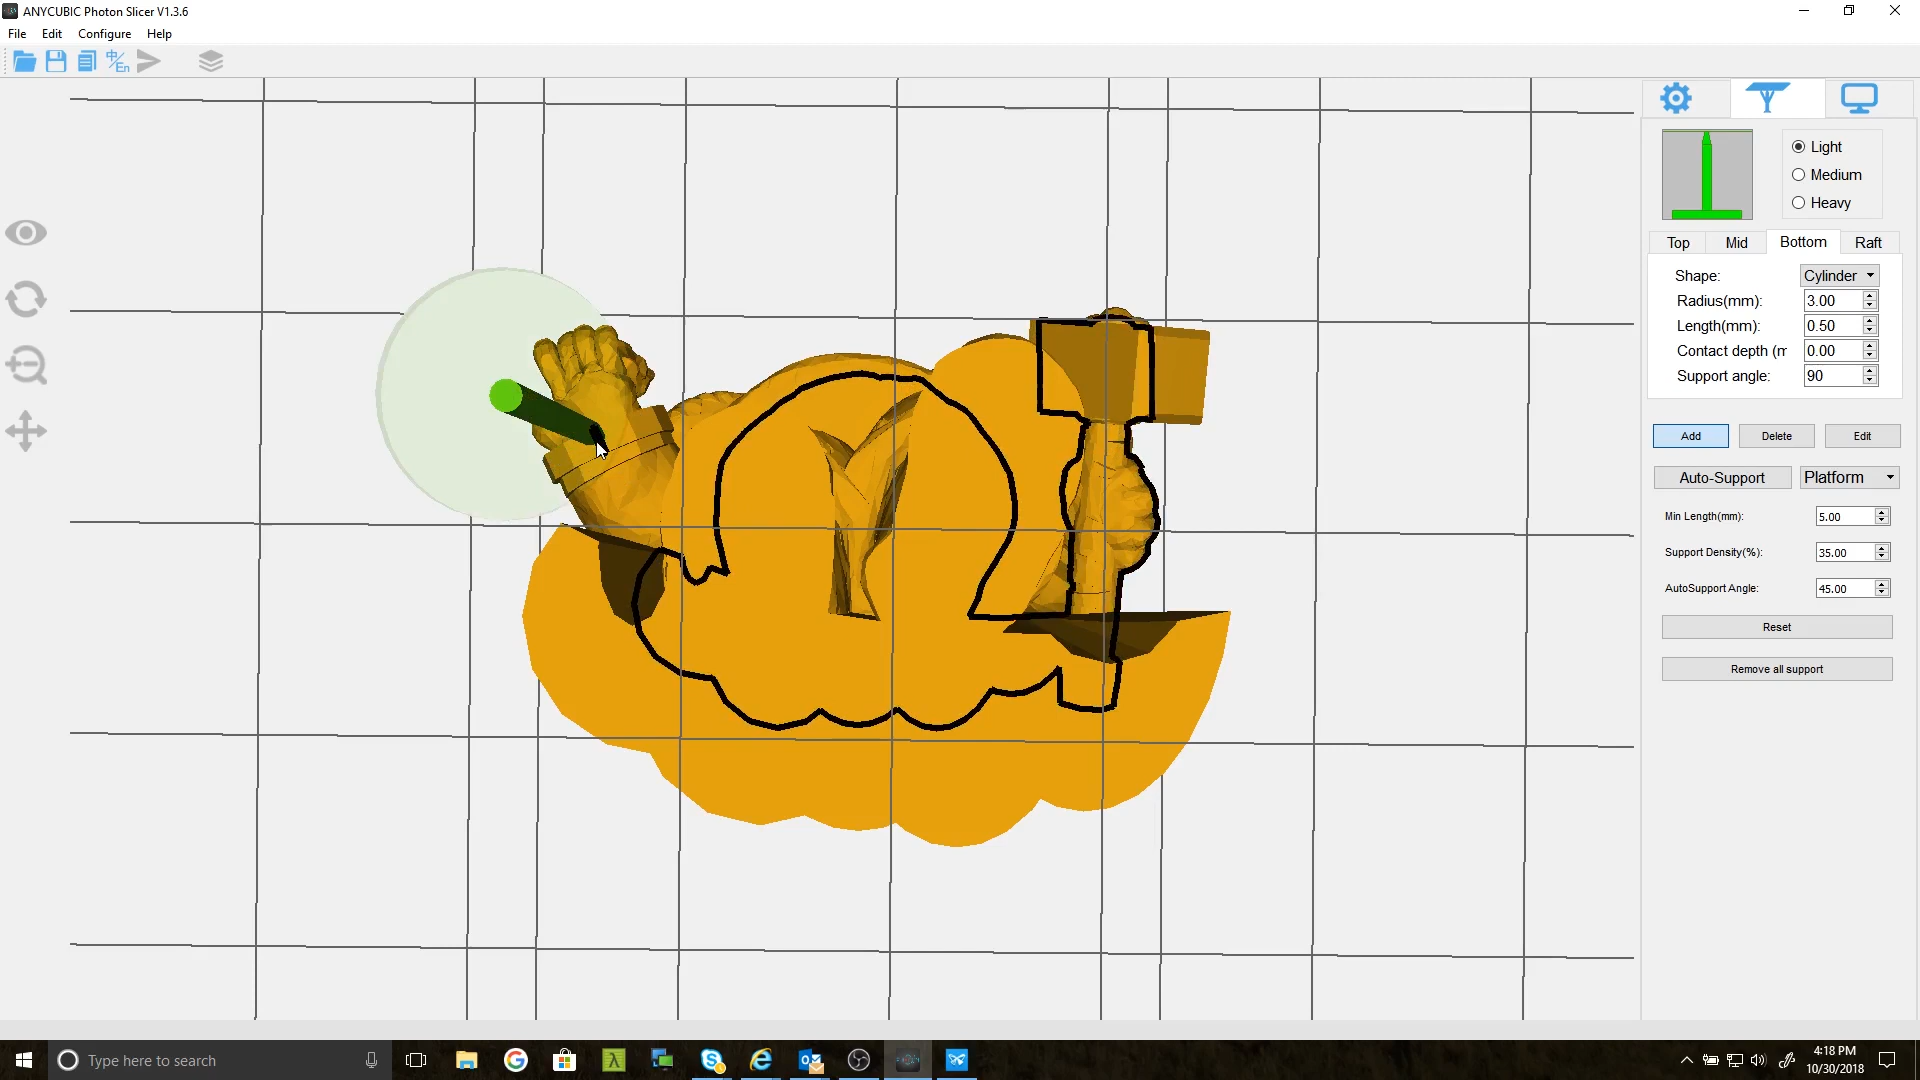 ANYCUBIC Photon Slicer V1.3.6
File Edit Configure Help
中/En
Light
Medium
Heavy
Top Mid Bottom Raft
Shape: Cylinder
Radius(mm): 3.00
Length(mm): 0.50
Contact depth (m 0.00
Support angle: 90
Add Delete Edit
Auto-Support Platform
Min Length(mm): 5.00
Support Density(%): 35.00
AutoSupport Angle: 45.00
Reset
Remove all support
Type here to search
4:18 PM
10/30/2018